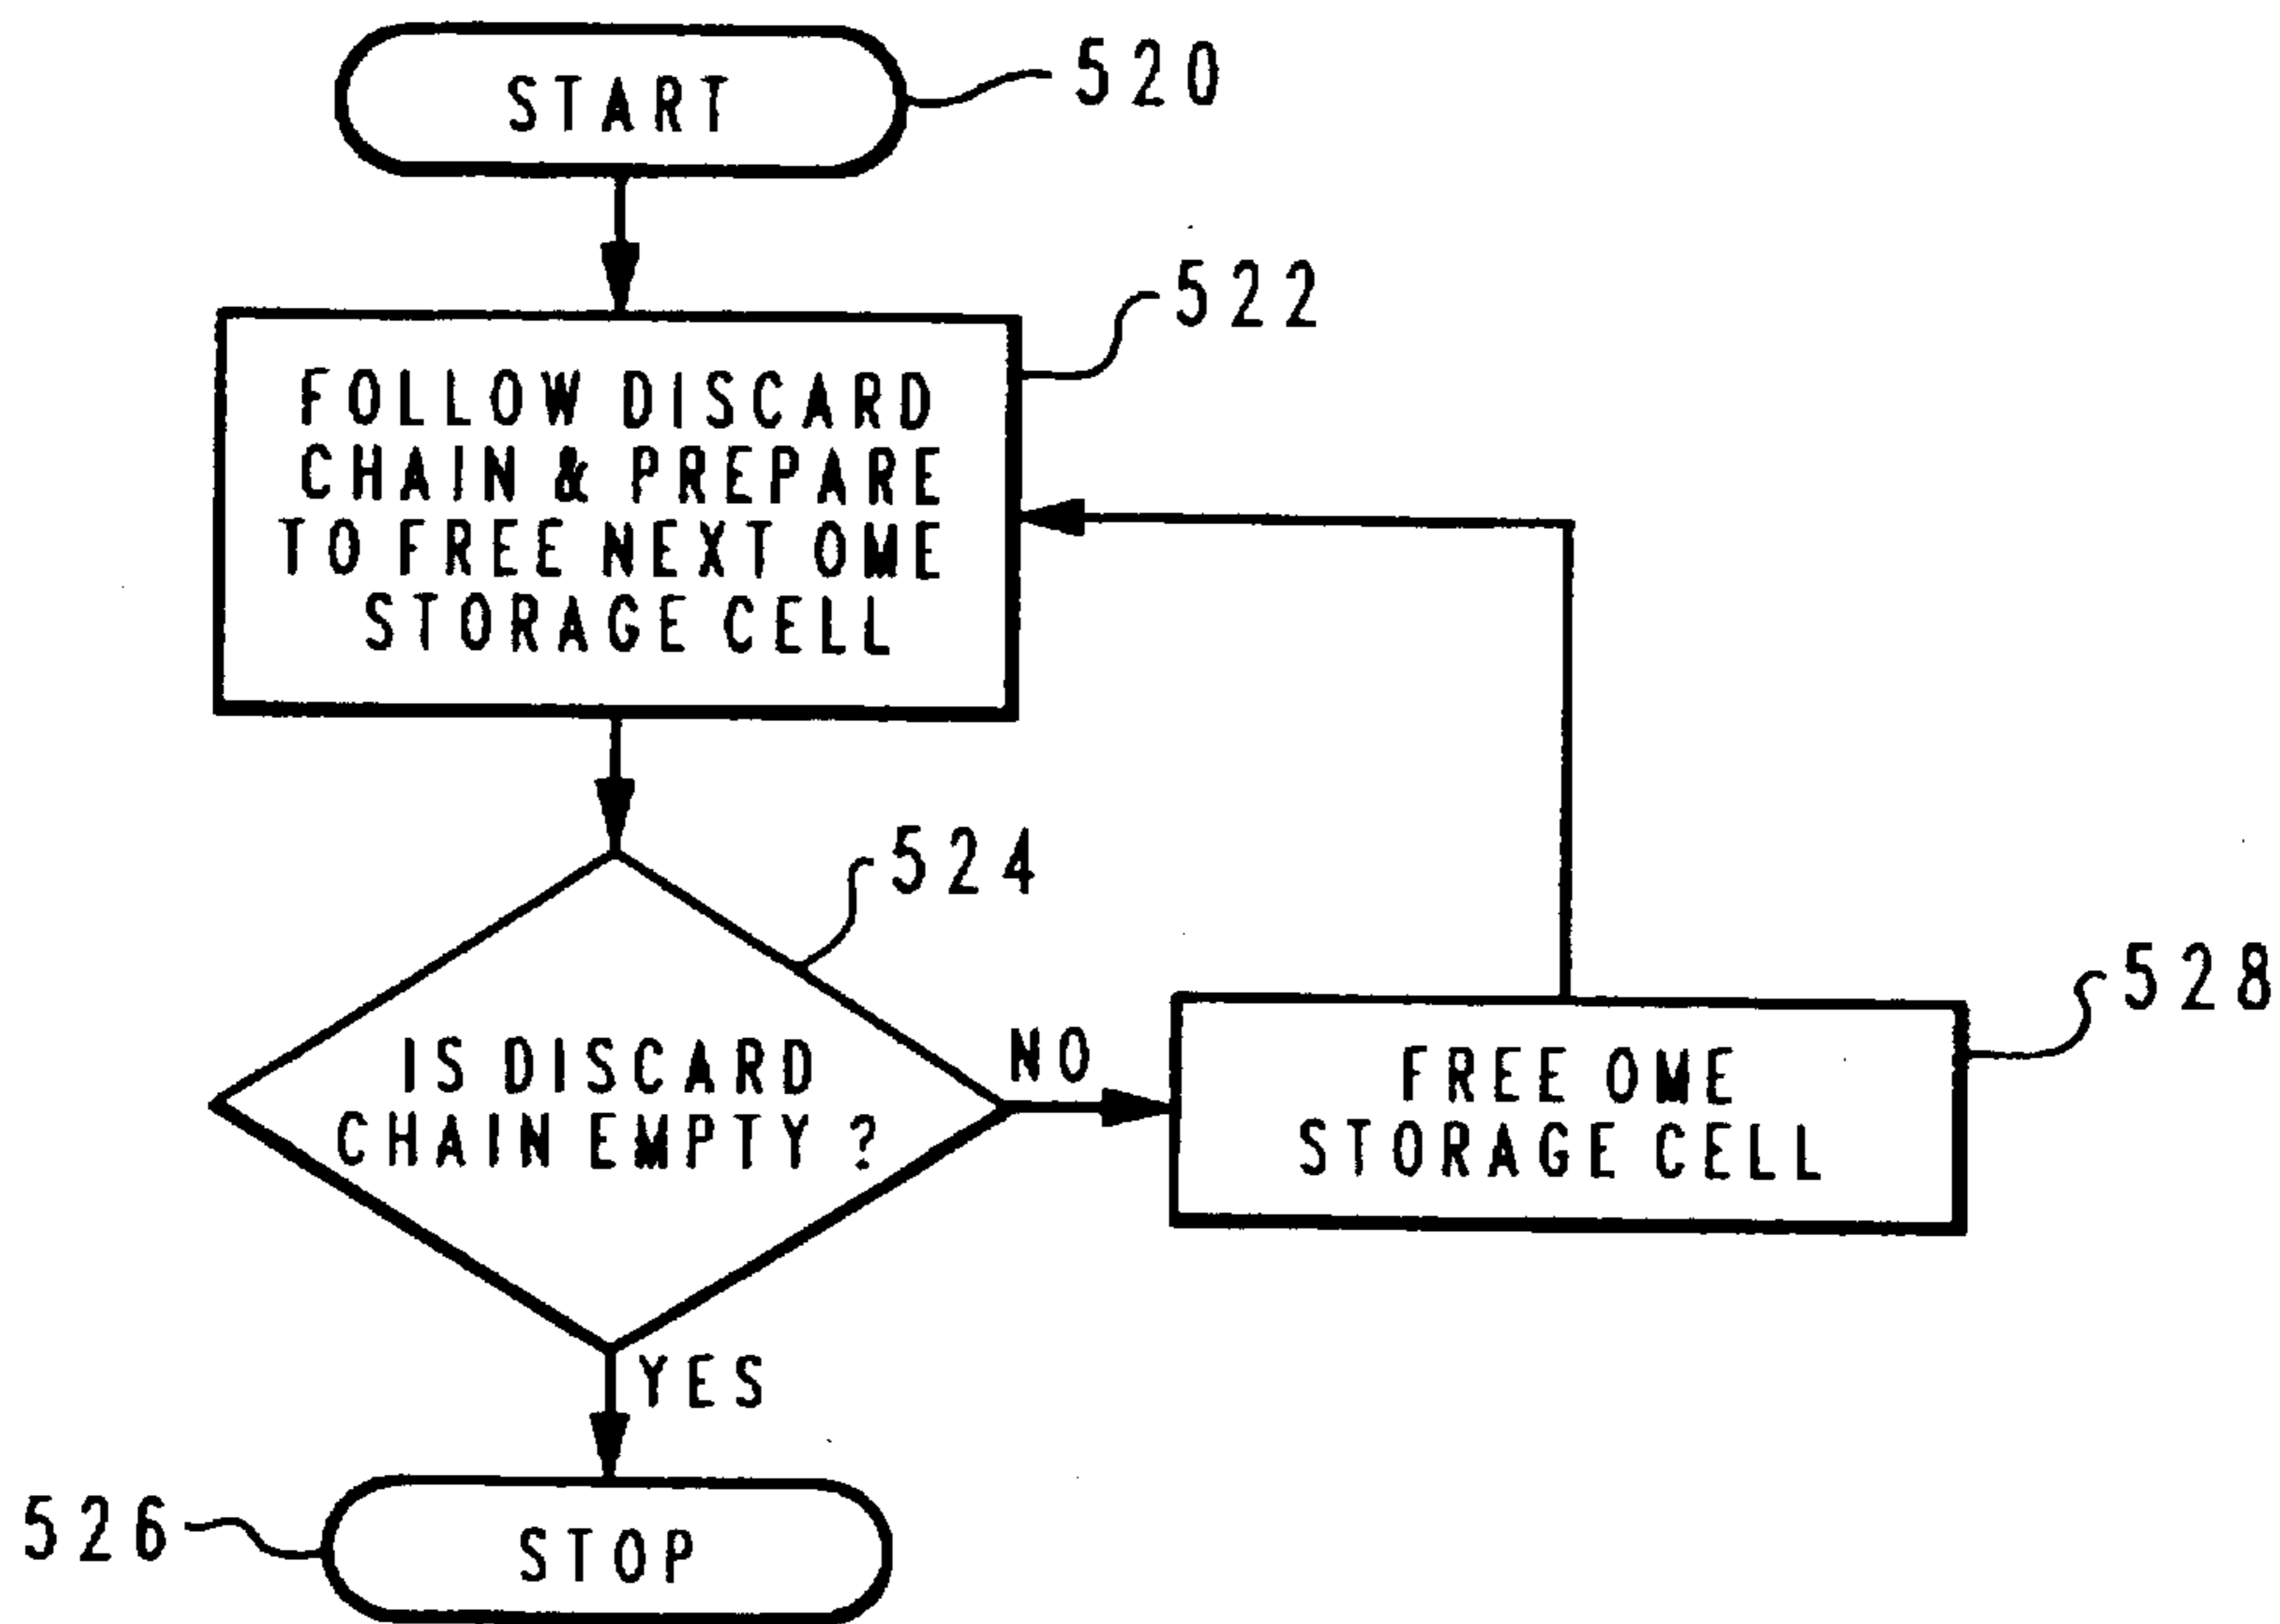 START
520
522
FOLLOW DISCARD
CHAIN & PREPARE
TO FREE NEXT OME
STORAGE CELL
524
IS DISCARD
CHAIN EMPTY ?
NO
528
FREE OME
STORAGE CELL
YES
526
STOP